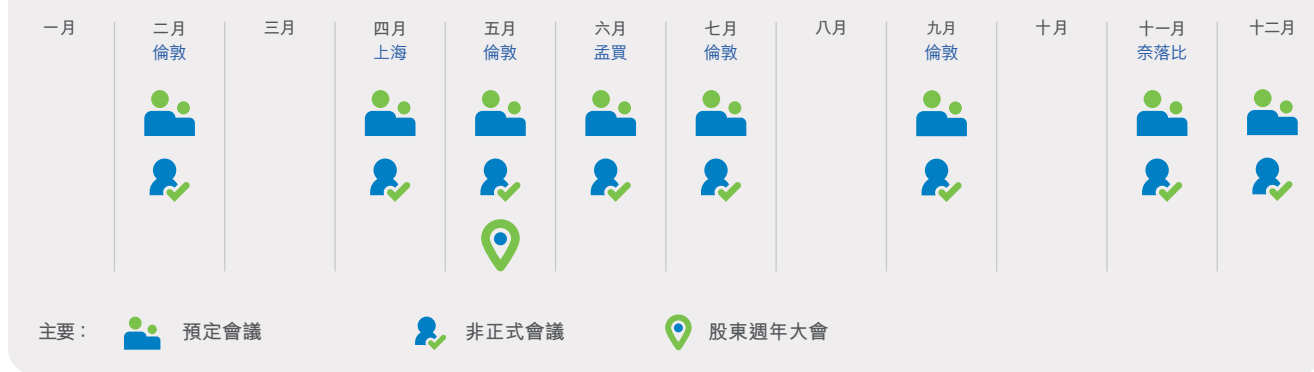 一月
二月
倫敦
三月
四月
上海
五月
倫敦
六月
孟買
七月
倫敦
八月
九月
倫敦
十月
十一月
奈落比
十二月
主要：
預定會議
非正式會議
股東週年大會